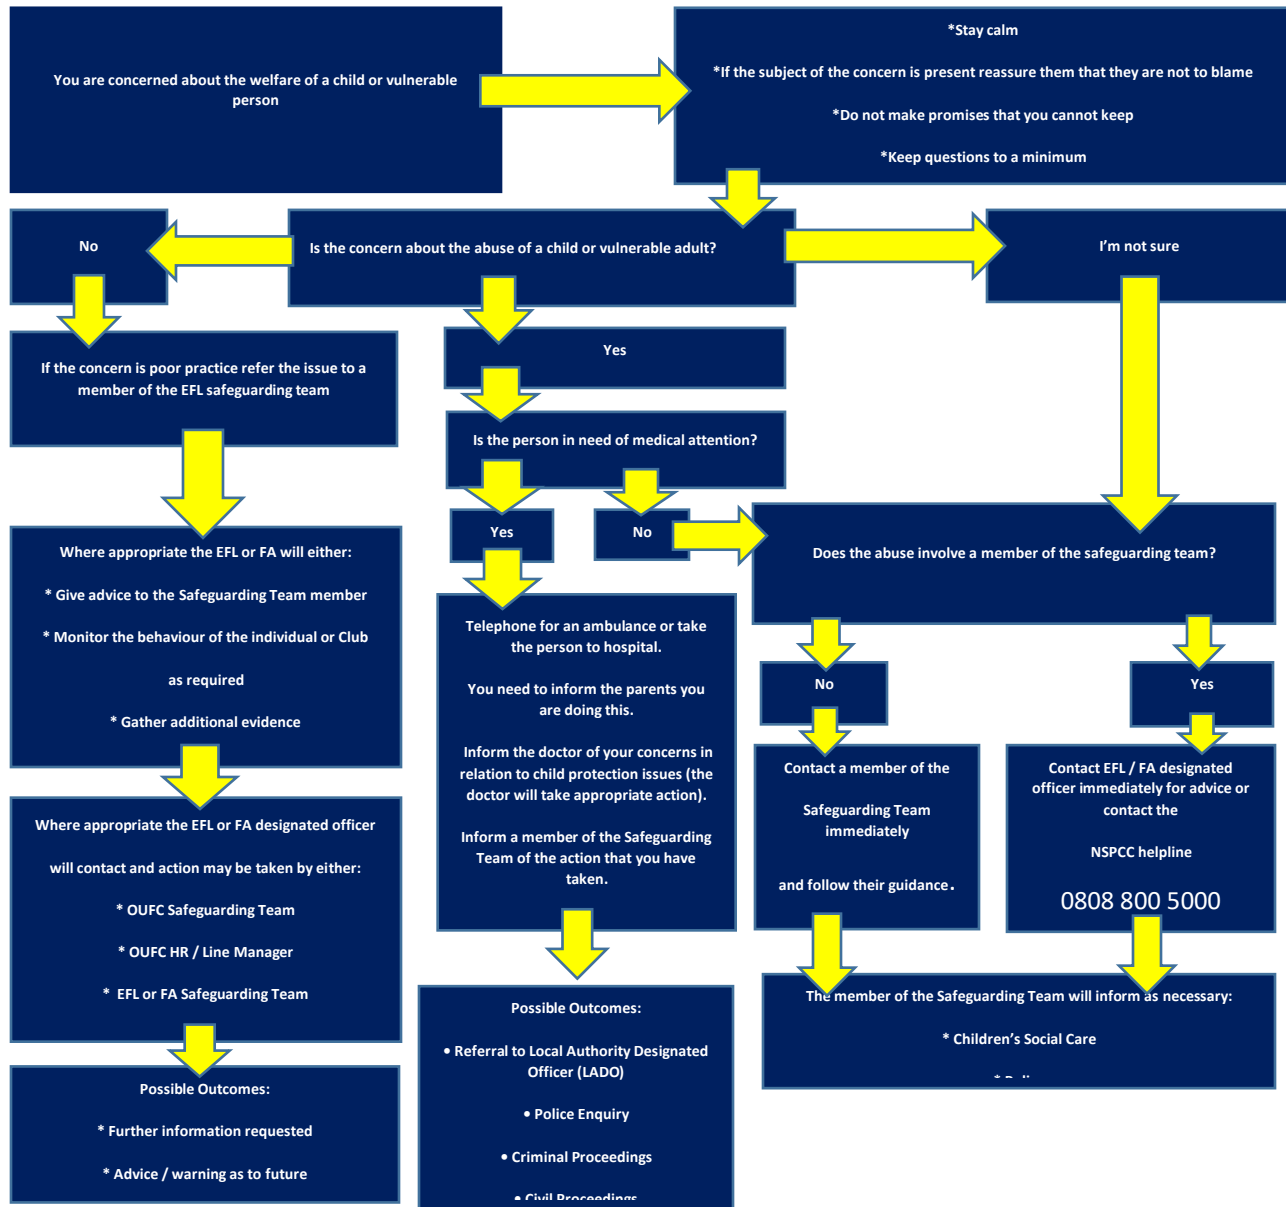 You are concerned about the welfare of a child or vulnerable
person
*Stay calm
*If the subject of the concern is present reassure them that they are not to blame
*Do not make promises that you cannot keep
*Keep questions to a minimum
No
Is the concern about the abuse of a child or vulnerable adult?
I'm not sure
If the concern is poor practice refer the issue to a
member of the EFL safeguarding team
Yes
Is the person in need of medical attention?
Yes
No
Where appropriate the EFL or FA will either:
* Give advice to the Safeguarding Team member
* Monitor the behaviour of the individual or Club
as required
* Gather additional evidence
Does the abuse involve a member of the safeguarding team?
Telephone for an ambulance or take
the person to hospital.
You need to inform the parents you
are doing this.
Inform the doctor of your concerns in
relation to child protection issues (the
doctor will take appropriate action).
Inform a member of the Safeguarding
Team of the action that you have
taken.
No
Yes
Contact a member of the
Safeguarding Team
immediately
and follow their guidance.
Contact EFL / FA designated
officer immediately for advice or
contact the
NSPCC helpline
0808 800 5000
Where appropriate the EFL or FA designated officer
will contact and action may be taken by either:
* OUFC Safeguarding Team
* OUFC HR / Line Manager
* EFL or FA Safeguarding Team
The member of the Safeguarding Team will inform as necessary:
* Children's Social Care
Possible Outcomes:
• Referral to Local Authority Designated
Officer (LADO)
• Police Enquiry
• Criminal Proceedings
• Civil Proceedings
Possible Outcomes:
* Further information requested
* Advice / warning as to future